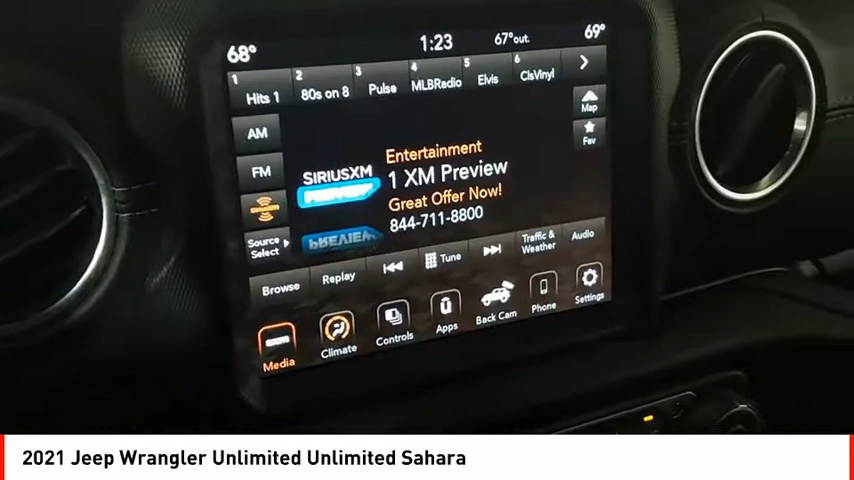 68° 1:23 67°out. 69°
1 Hits 1 2 80s on 8 3 Pulse 4 MLBRadio 5 Elvis 6 ClsVinyl
Map
AM
Fav
Entertainment
SIRIUSXM
1 XM Preview
PREVIEW
FM
Great Offer Now!
844-711-8800
SiriusXM
Source
Select
Browse Replay Tune Traffic &
Weather Audio
Media Climate Controls Apps Back Cam Phone Settings
2021 Jeep Wrangler Unlimited Unlimited Sahara